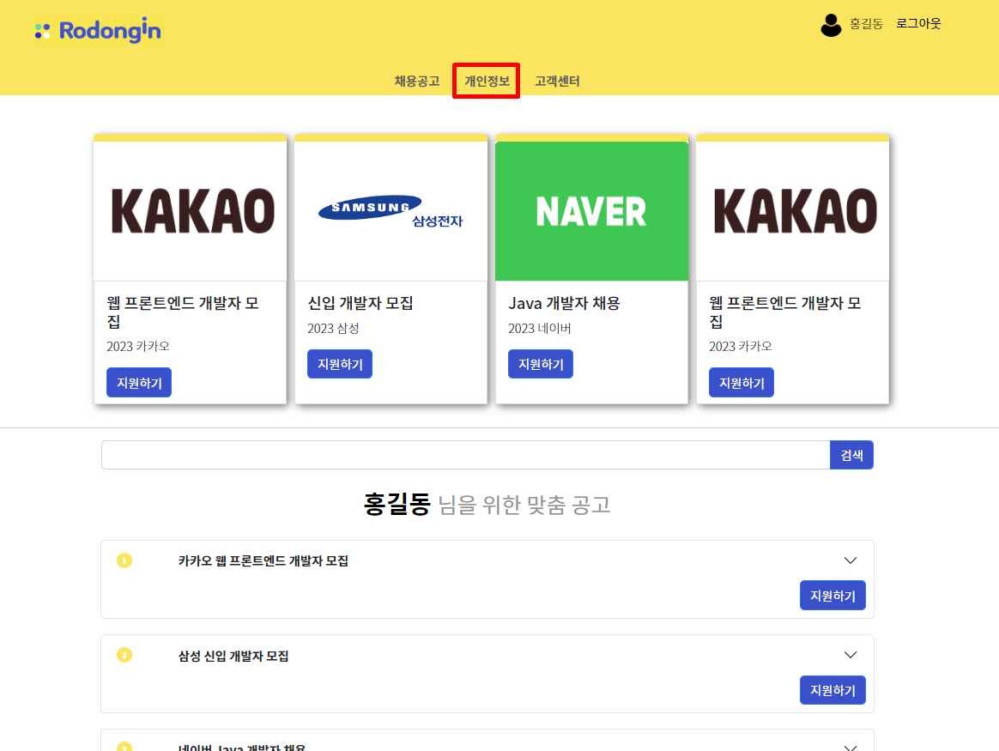 Rodongin
홍길동 로그아웃
채용공고 개인정보 고객센터
KAKAO
SAMSUNG
삼성전자
NAVER
KAKAO
웹 프론트엔드 개발자 모
집
2023 카카오
지원하기
신입 개발자 모집
2023 삼성
지원하기
Java 개발자 채용
2023 네이버
지원하기
웹 프론트엔드 개발자 모
집
2023 카카오
지원하기
검색
홍길동 님을 위한 맞춤 공고
1 카카오 웹 프론트엔드 개발자 모집
지원하기
2 삼성 신입 개발자 모집
지원하기
3 네이버 Java 개발자 채용